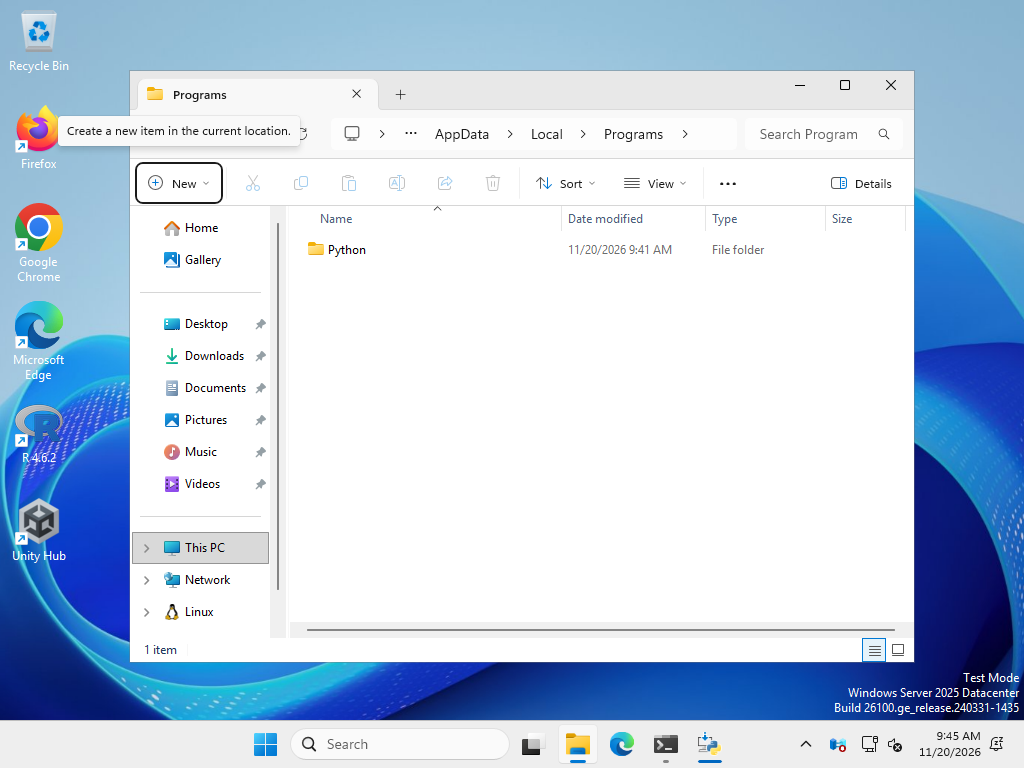 Recycle Bin
Firefox
Google
Chrome
Microsoft
Edge
R 4.6.2
Unity Hub
Programs
Create a new item in the current location.
AppData
Local
Programs
Search Program
New
Sort
View
Details
Name
Date modified
Type
Size
Python
11/20/2026 9:41 AM
File folder
Home
Gallery
Desktop
Downloads
Documents
Pictures
Music
Videos
This PC
Network
Linux
1 item
Test Mode
Windows Server 2025 Datacenter
Build 26100.ge_release.240331-1435
Search
9:45 AM
11/20/2026